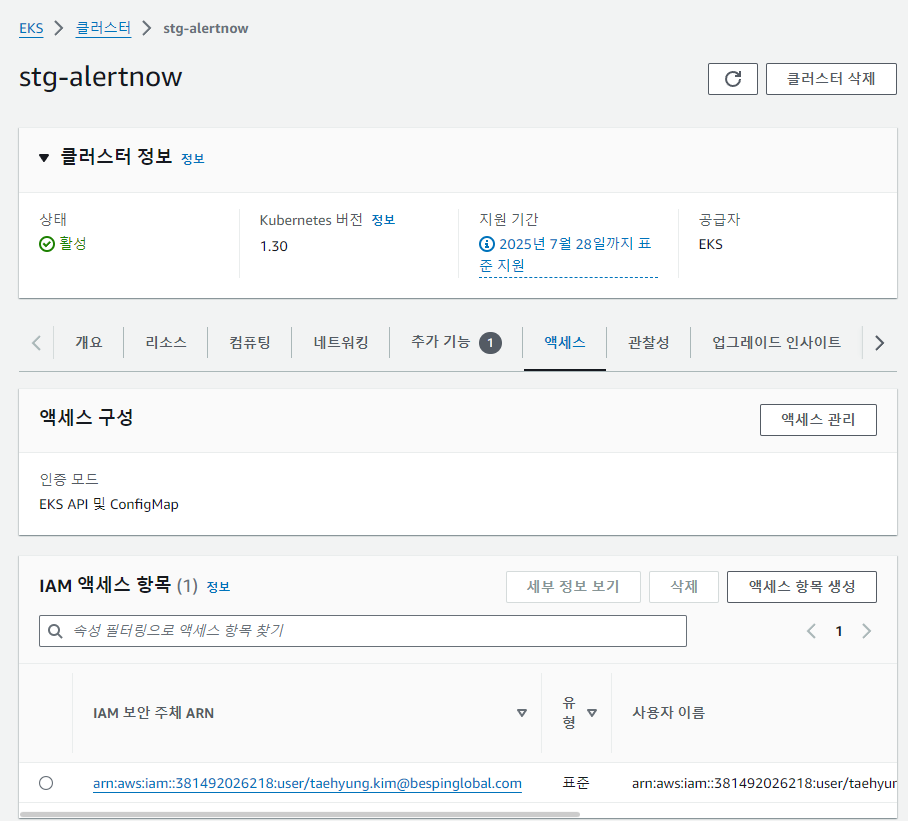 EKS > 클러스터 > stg-alertnow
stg-alertnow
클러스터 삭제
▼ 클러스터 정보 정보
상태
활성
Kubernetes 버전 정보
1.30
지원 기간
2025년 7월 28일까지 표
준 지원
공급자
EKS
개요 리소스 컴퓨팅 네트워킹 추가 기능 1 액세스 관찰성 업그레이드 인사이트
액세스 구성
액세스 관리
인증 모드
EKS API 및 ConfigMap
IAM 액세스 항목 (1) 정보
세부 정보 보기 삭제 액세스 항목 생성
속성 필터링으로 액세스 항목 찾기
1
IAM 보안 주체 ARN
유
형
사용자 이름
arn:aws:iam::381492026218:user/taehyung.kim@bespinglobal.com 표준 arn:aws:iam::381492026218:user/taehyur